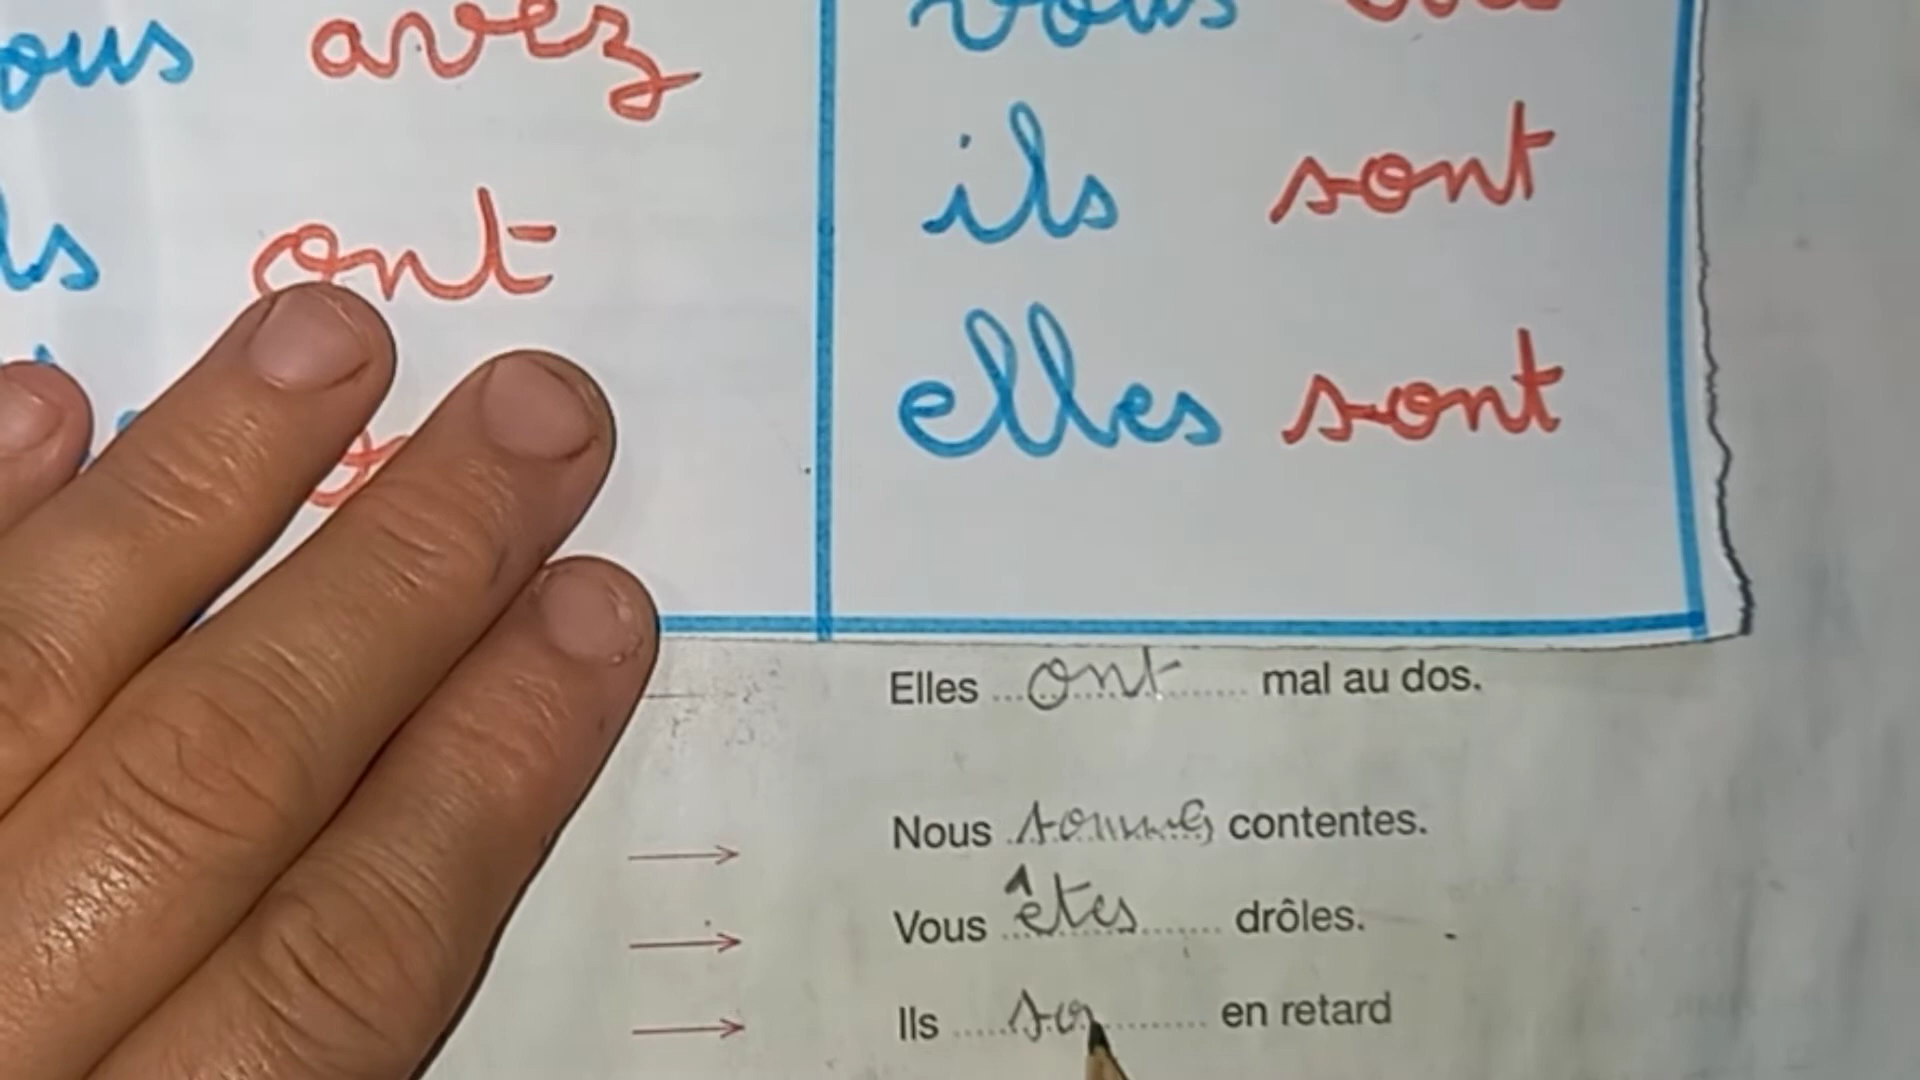 avez
ont
ils sont
elles sont
Elles ...ont... mal au dos.
Nous sommes contentes.
Vous êtes drôles.
Ils so en retard